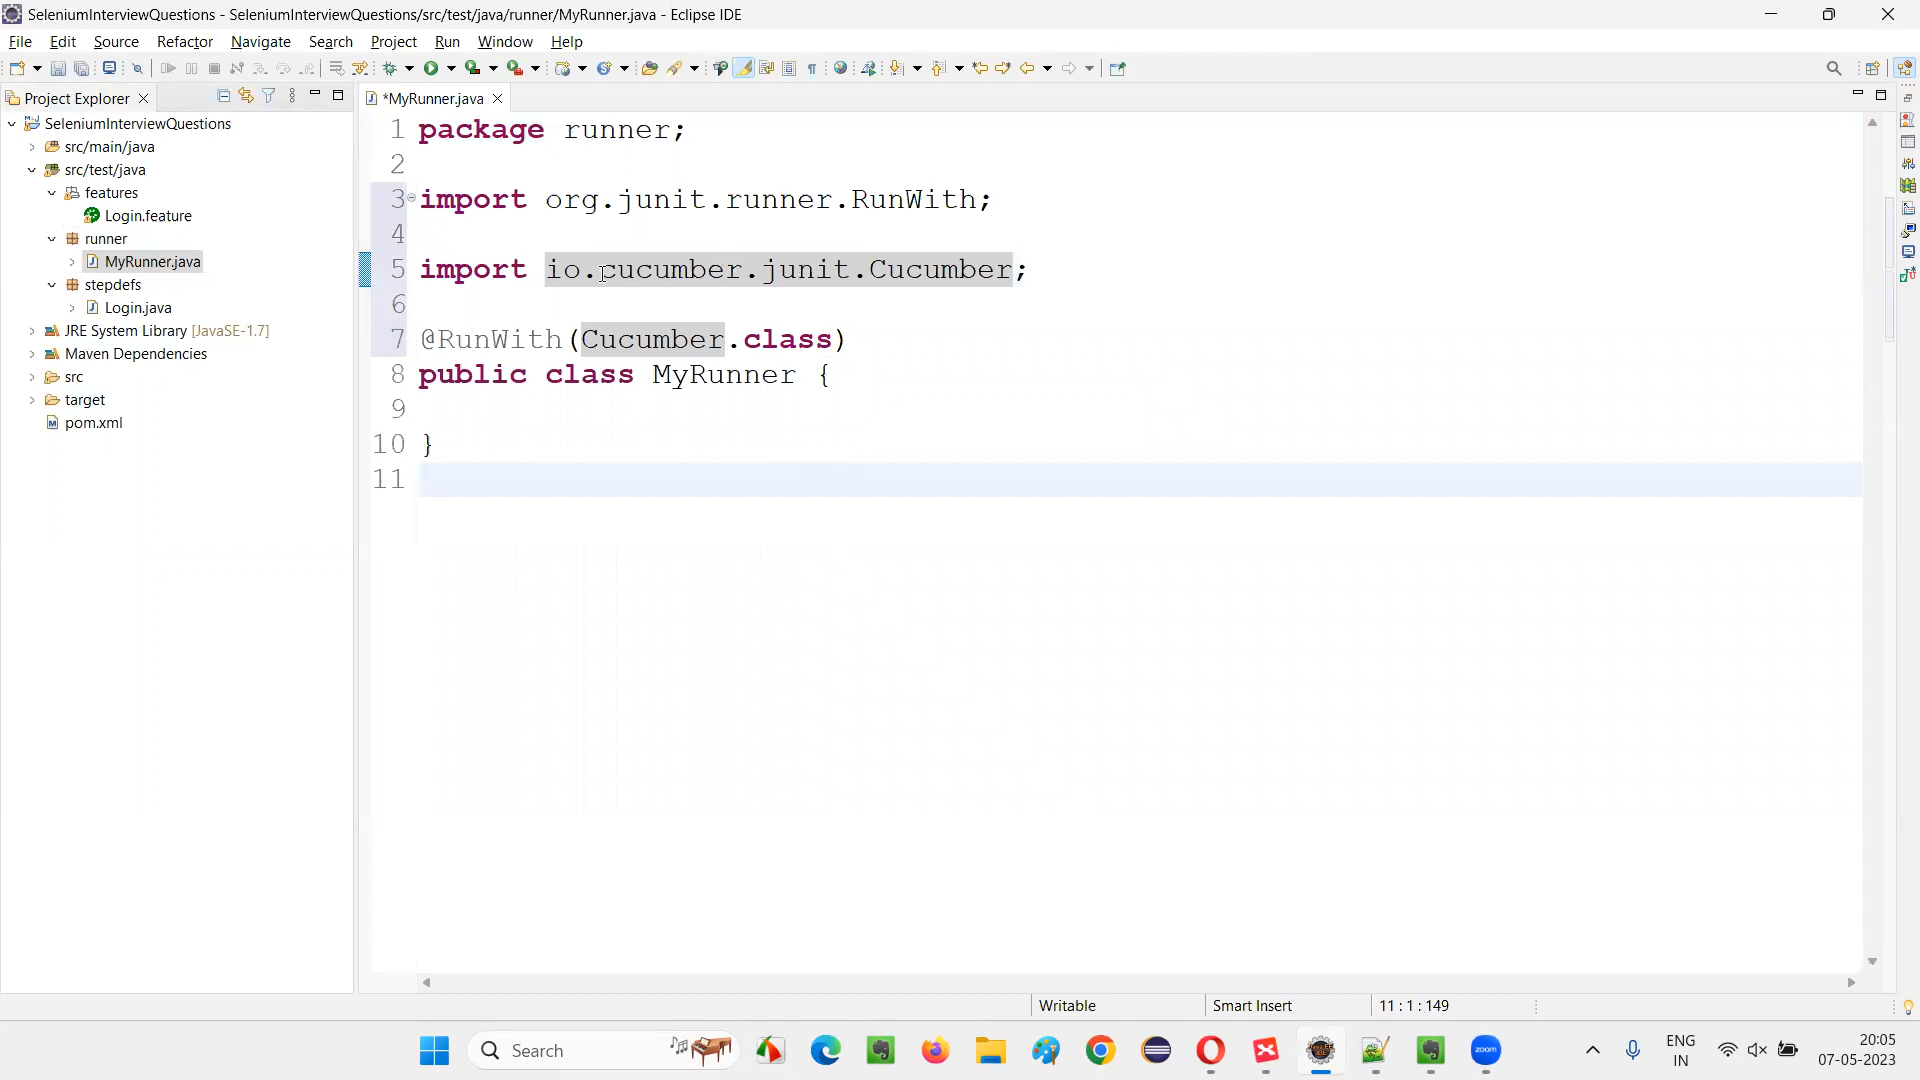 SeleniumInterviewQuestions - SeleniumInterviewQuestions/src/test/java/runner/MyRunner.java - Eclipse IDE
File Edit Source Refactor Navigate Search Project Run Window Help
Project Explorer
*MyRunner.java
SeleniumInterviewQuestions
src/main/java
src/test/java
features
Login.feature
runner
MyRunner.java
stepdefs
Login.java
JRE System Library [JavaSE-1.7]
Maven Dependencies
src
target
pom.xml
1 package runner;
2
3 import org.junit.runner.RunWith;
4
5 import io.cucumber.junit.Cucumber;
6
7 @RunWith(Cucumber.class)
8 public class MyRunner {
9
10 }
11
Writable Smart Insert 11 : 1 : 149
Search
zoom
ENG
IN
20:05
07-05-2023